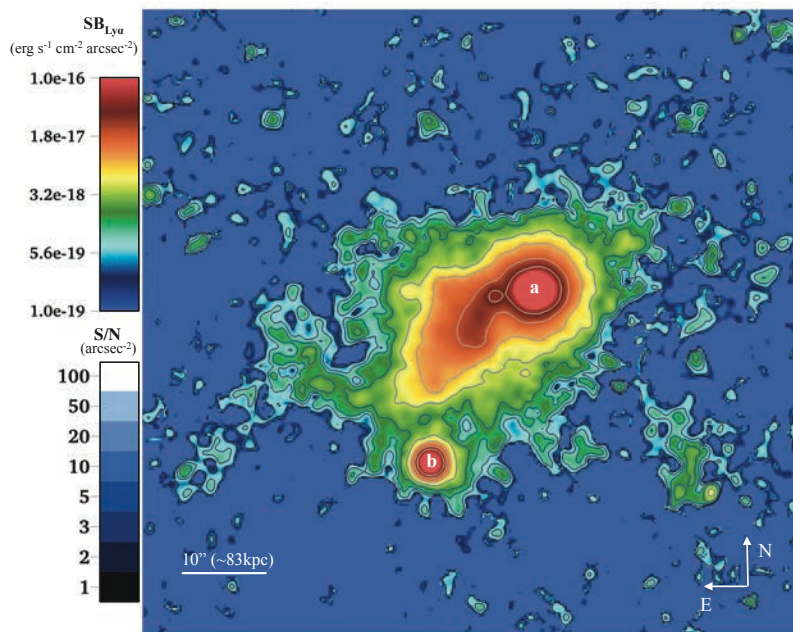 SB_Lyα
(erg s⁻¹ cm⁻² arcsec⁻²)
1.0e-16
1.8e-17
3.2e-18
5.6e-19
1.0e-19
S/N
(arcsec⁻²)
100
50
20
10
5
3
2
1
a
b
10” (~83kpc)
N
E